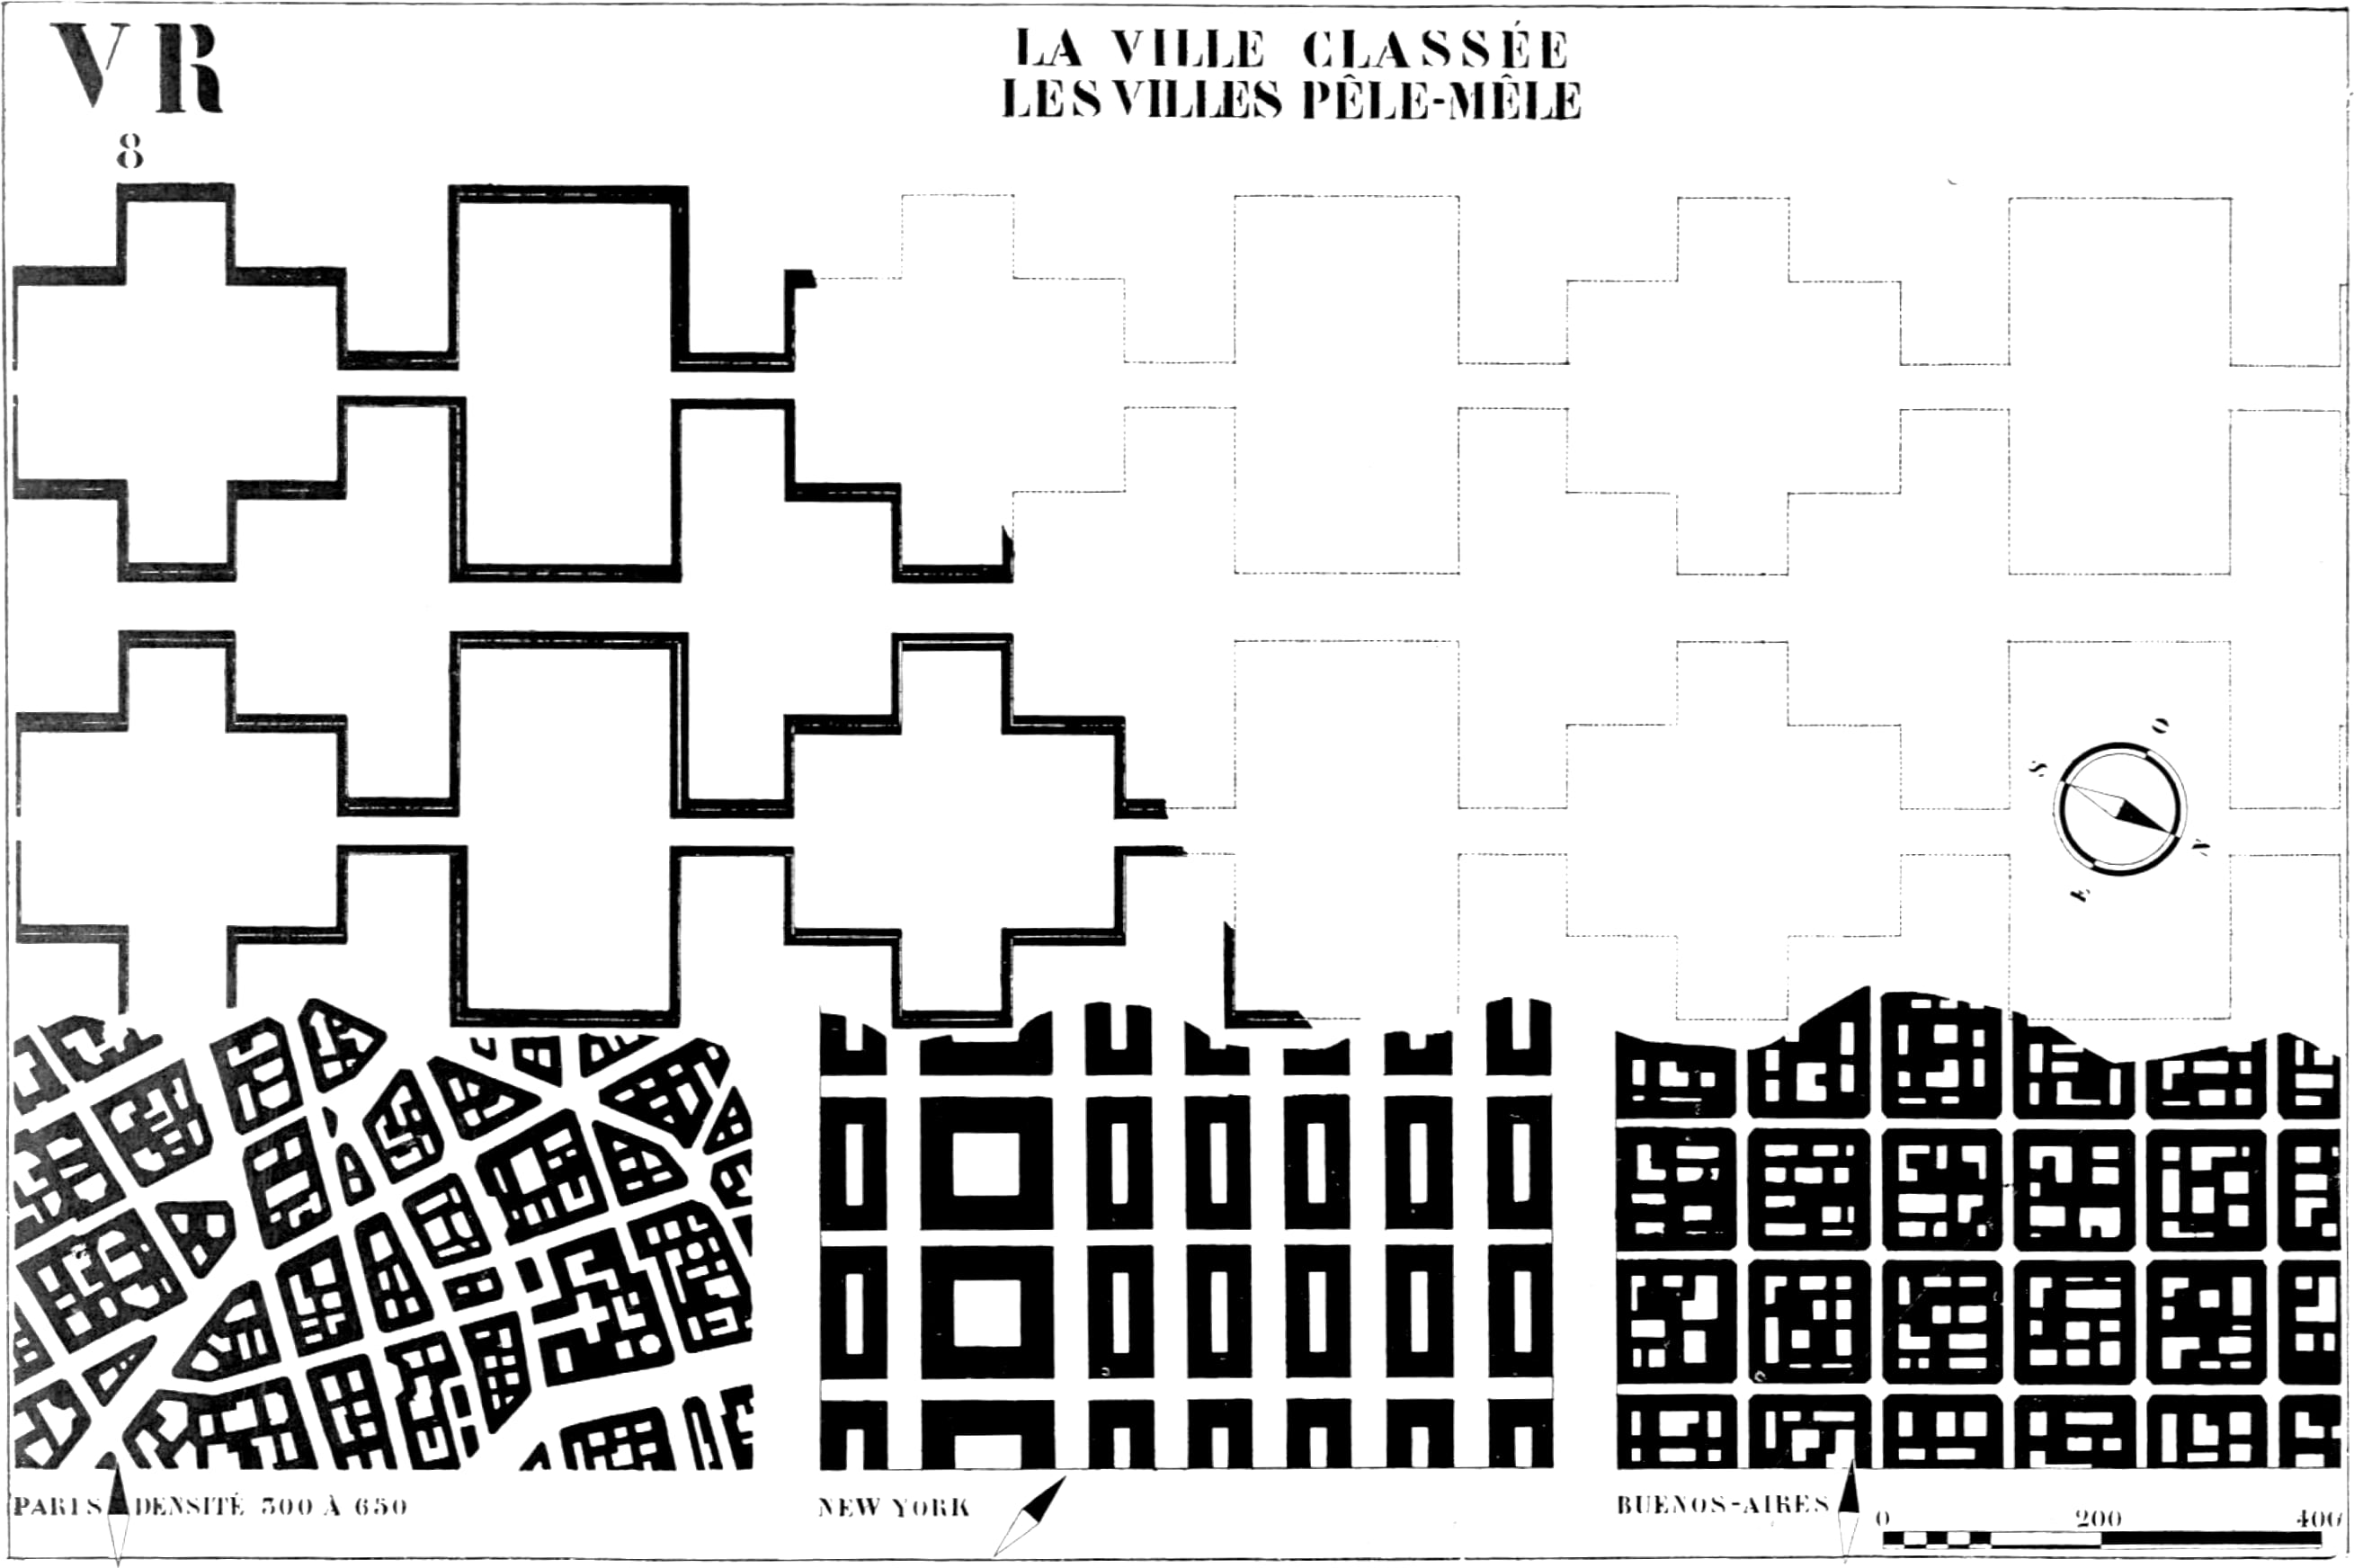 VR
8
LA VILLE CLASSÉE
LES VILLES PÊLE-MÊLE
O
S
N
E
PARIS DENSITÉ 300 À 650
NEW YORK
BUENOS-AIRES
0 200 400